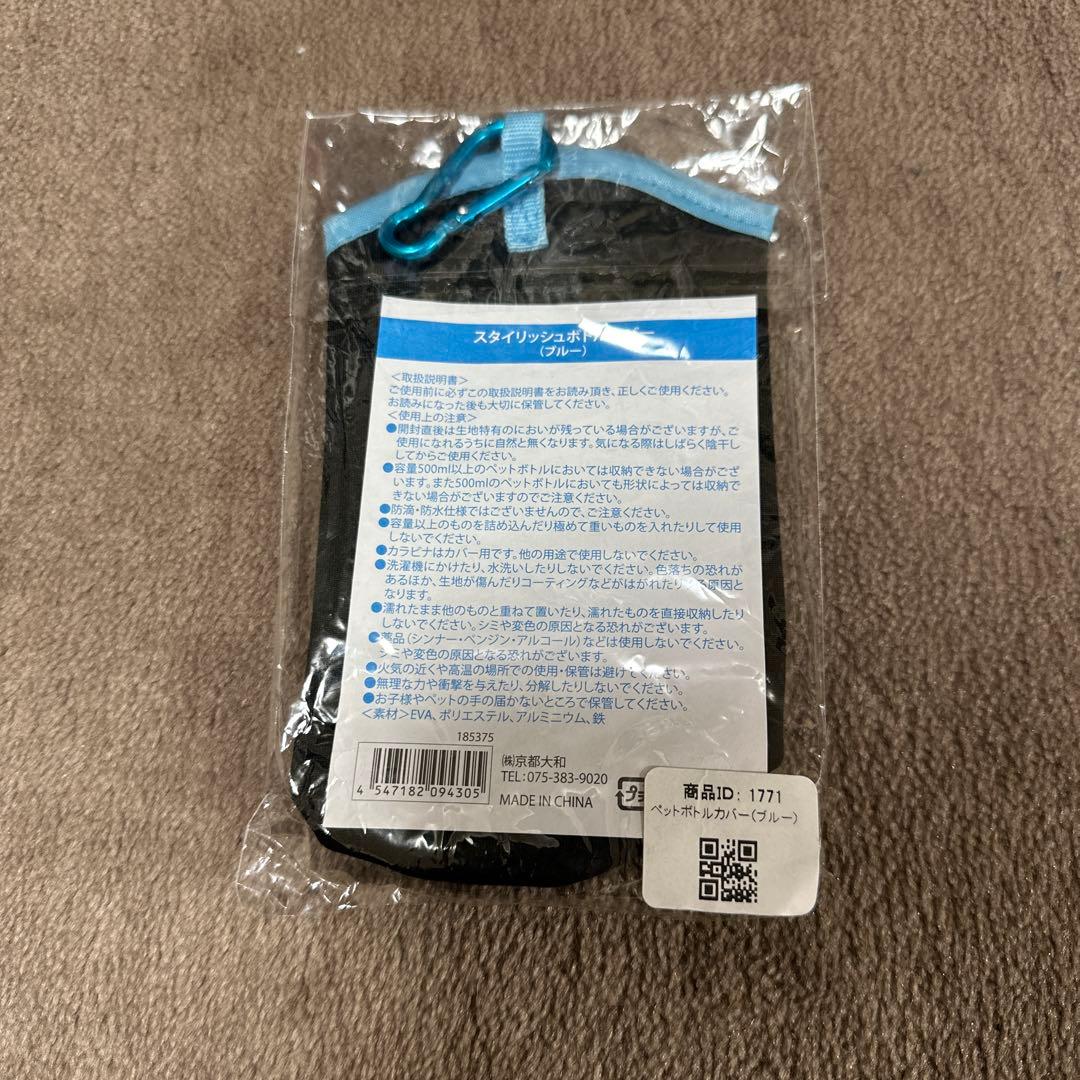 スタイリッシュボトルカバー
(ブルー)
＜取扱説明書＞
ご使用前に必ずこの取扱説明書をお読み頂き、正しくご使用ください。
お読みになった後も大切に保管してください。
＜使用上の注意＞
●開封直後は生地特有のにおいが残っている場合がございますが、ご
使用になれるうちに自然と無くなります。気になる際はしばらく陰干し
してからご使用ください。
●容量500ml以上のペットボトルにおいては収納できない場合がござ
います。また500mlのペットボトルにおいても形状によっては収納で
きない場合がございますのでご注意ください。
●防滴・防水仕様ではございませんので、ご注意ください。
●容量以上のものを詰め込んだり極めて重いものを入れたりして使用
しないでください。
●カラビナはカバー用です。他の用途で使用しないでください。
●洗濯機にかけたり、水洗いしたりしないでください。色落ちの恐れが
あるほか、生地が傷んだりコーティングなどがはがれたりする原因と
なります。
●濡れたまま他のものと重ねて置いたり、濡れたものを直接収納したり
しないでください。シミや変色の原因となる恐れがございます。
●薬品（シンナー・ベンジン・アルコール）などは使用しないでください。
シミや変色の原因となる恐れがございます。
●火気の近くや高温の場所での使用・保管は避けてください。
●無理な力や衝撃を与えたり、分解したりしないでください。
●お子様やペットの手の届かないところで保管してください。
＜素材＞EVA、ポリエステル、アルミニウム、鉄
185375
4 547182 094305
㈱京都大和
TEL:075-383-9020
MADE IN CHINA
プラ
商品ID: 1771
ペットボトルカバー(ブルー)